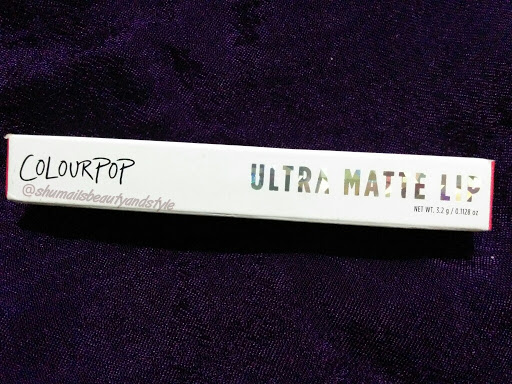 COLOURPOP
@shumailsbeautyandstyle
ULTRA MATTE LIP
NET WT. 3.2 g / 0.1128 oz